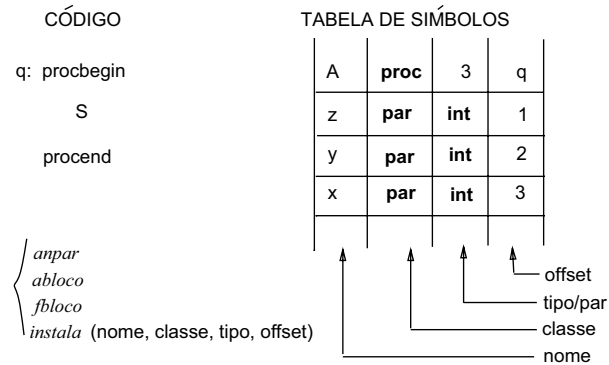 CÓDIGO TABELA DE SÍMBOLOS
q: procbegin A proc 3 q
S z par int 1
procend y par int 2
x par int 3
anpar
abloco offset
fbloco tipo/par
instala (nome, classe, tipo, offset) classe
nome